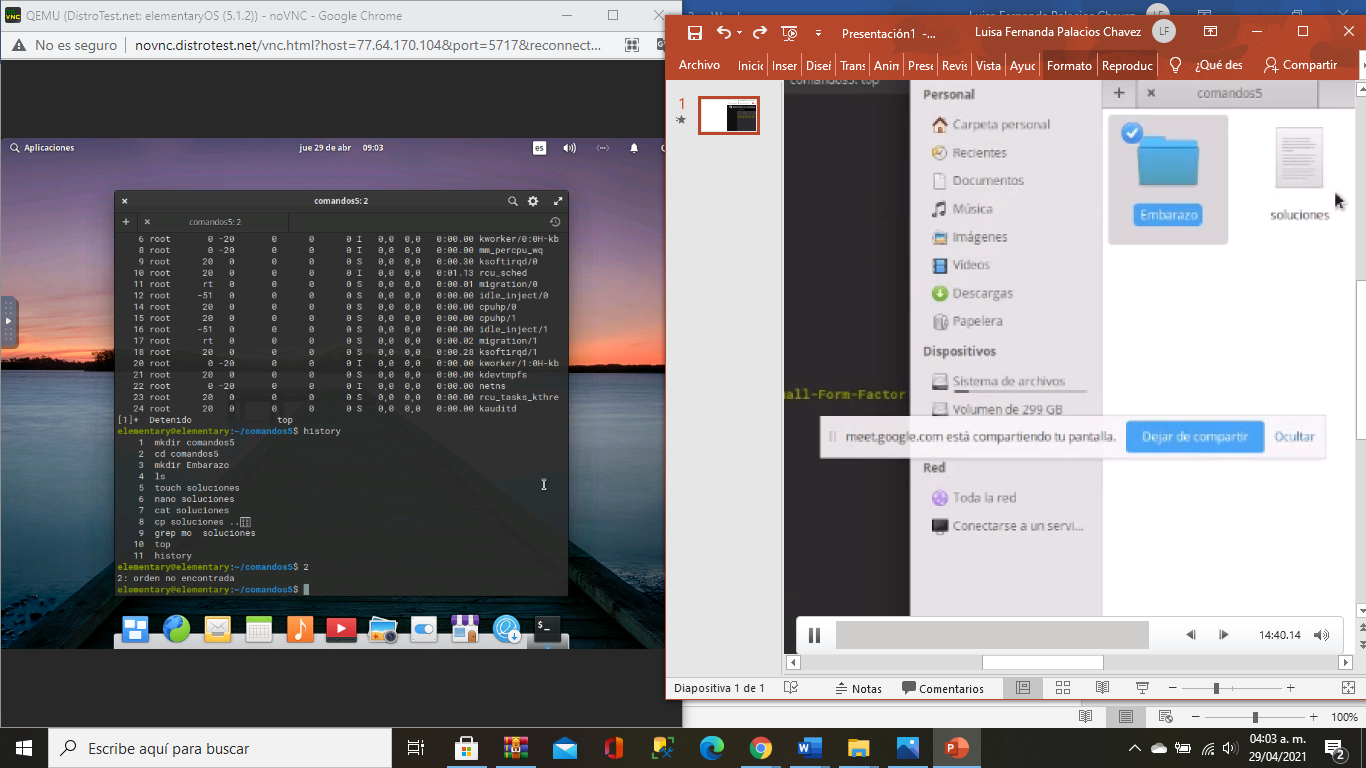 QEMU (DistroTest.net: elementaryOS (5.1.2)) - noVNC - Google Chrome
No es seguro
novnc.distrotest.net/vnc.html?host=77.64.170.104&port=5717&reconnect...
Aplicaciones
jue 29 de abr 09:03
es
comandos5: 2
comandos5: 2
6 root 0 -20 0 0 0 I 0,0 0,0 0:00.00 kworker/0:0H-kb
8 root 0 -20 0 0 0 I 0,0 0,0 0:00.00 mm_percpu_wq
9 root 20 0 0 0 0 S 0,0 0,0 0:00.30 ksoftirqd/0
10 root 20 0 0 0 0 I 0,0 0,0 0:01.13 rcu_sched
11 root rt 0 0 0 0 S 0,0 0,0 0:00.01 migration/0
12 root -51 0 0 0 0 S 0,0 0,0 0:00.00 idle_inject/0
14 root 20 0 0 0 0 S 0,0 0,0 0:00.00 cpuhp/0
15 root 20 0 0 0 0 S 0,0 0,0 0:00.00 cpuhp/1
16 root -51 0 0 0 0 S 0,0 0,0 0:00.00 idle_inject/1
17 root rt 0 0 0 0 S 0,0 0,0 0:00.02 migration/1
18 root 20 0 0 0 0 S 0,0 0,0 0:00.28 ksoftirqd/1
20 root 0 -20 0 0 0 I 0,0 0,0 0:00.00 kworker/1:0H-kb
21 root 20 0 0 0 0 S 0,0 0,0 0:00.00 kdevtmpfs
22 root 0 -20 0 0 0 I 0,0 0,0 0:00.00 netns
23 root 20 0 0 0 0 S 0,0 0,0 0:00.00 rcu_tasks_kthre
24 root 20 0 0 0 0 S 0,0 0,0 0:00.00 kauditd
[1]+ Detenido top
elementary@elementary:~/comandos5$ history
1 mkdir comandos5
2 cd comandos5
3 mkdir Embarazo
4 ls
5 touch soluciones
6 nano soluciones
7 cat soluciones
8 cp soluciones ..
9 grep mo soluciones
10 top
11 history
elementary@elementary:~/comandos5$ 2
2: orden no encontrada
elementary@elementary:~/comandos5$
Luisa Fernanda Palacios Chavez
LF
Presentación1 -...
Luisa Fernanda Palacios Chavez
LF
Archivo Inicic Inser Diseí Trans Anim Prese Revis Vista Ayuc Formato Reproduc ¿Qué des Compartir
1
comandos5: top
Personal
Carpeta personal
Recientes
Documentos
Música
Imágenes
Vídeos
Descargas
Papelera
Dispositivos
Sistema de archivos
Volumen de 299 GB
Red
Toda la red
Conectarse a un servi...
comandos5
Embarazo
soluciones
all-Form-Factor
meet.google.com está compartiendo tu pantalla.
Dejar de compartir
Ocultar
14:40.14
Diapositiva 1 de 1
Notas
Comentarios
100%
Escribe aquí para buscar
04:03 a. m.
29/04/2021
2